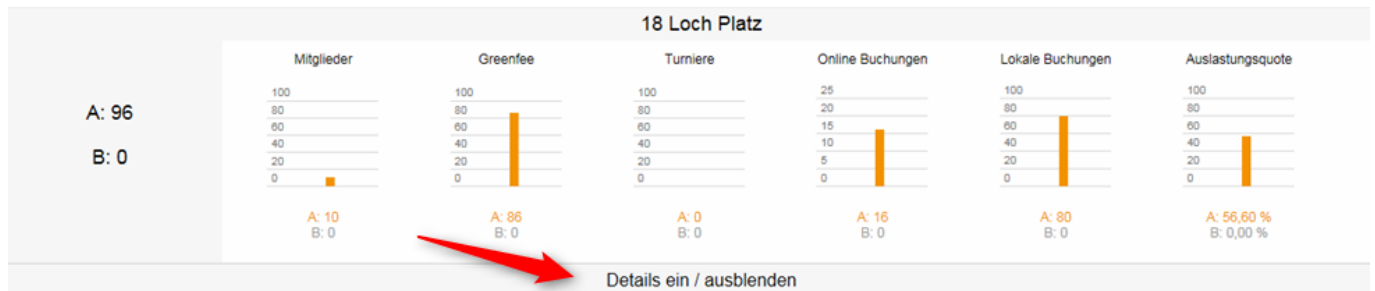 18 Loch Platz
A: 96
B: 0
Mitglieder
100
80
60
40
20
0
A: 10
B: 0
Greenfee
100
80
60
40
20
0
A: 86
B: 0
Turniere
100
80
60
40
20
0
A: 0
B: 0
Online Buchungen
25
20
15
10
5
0
A: 16
B: 0
Lokale Buchungen
100
80
60
40
20
0
A: 80
B: 0
Auslastungsquote
100
80
60
40
20
0
A: 56,60 %
B: 0,00 %
Details ein / ausblenden